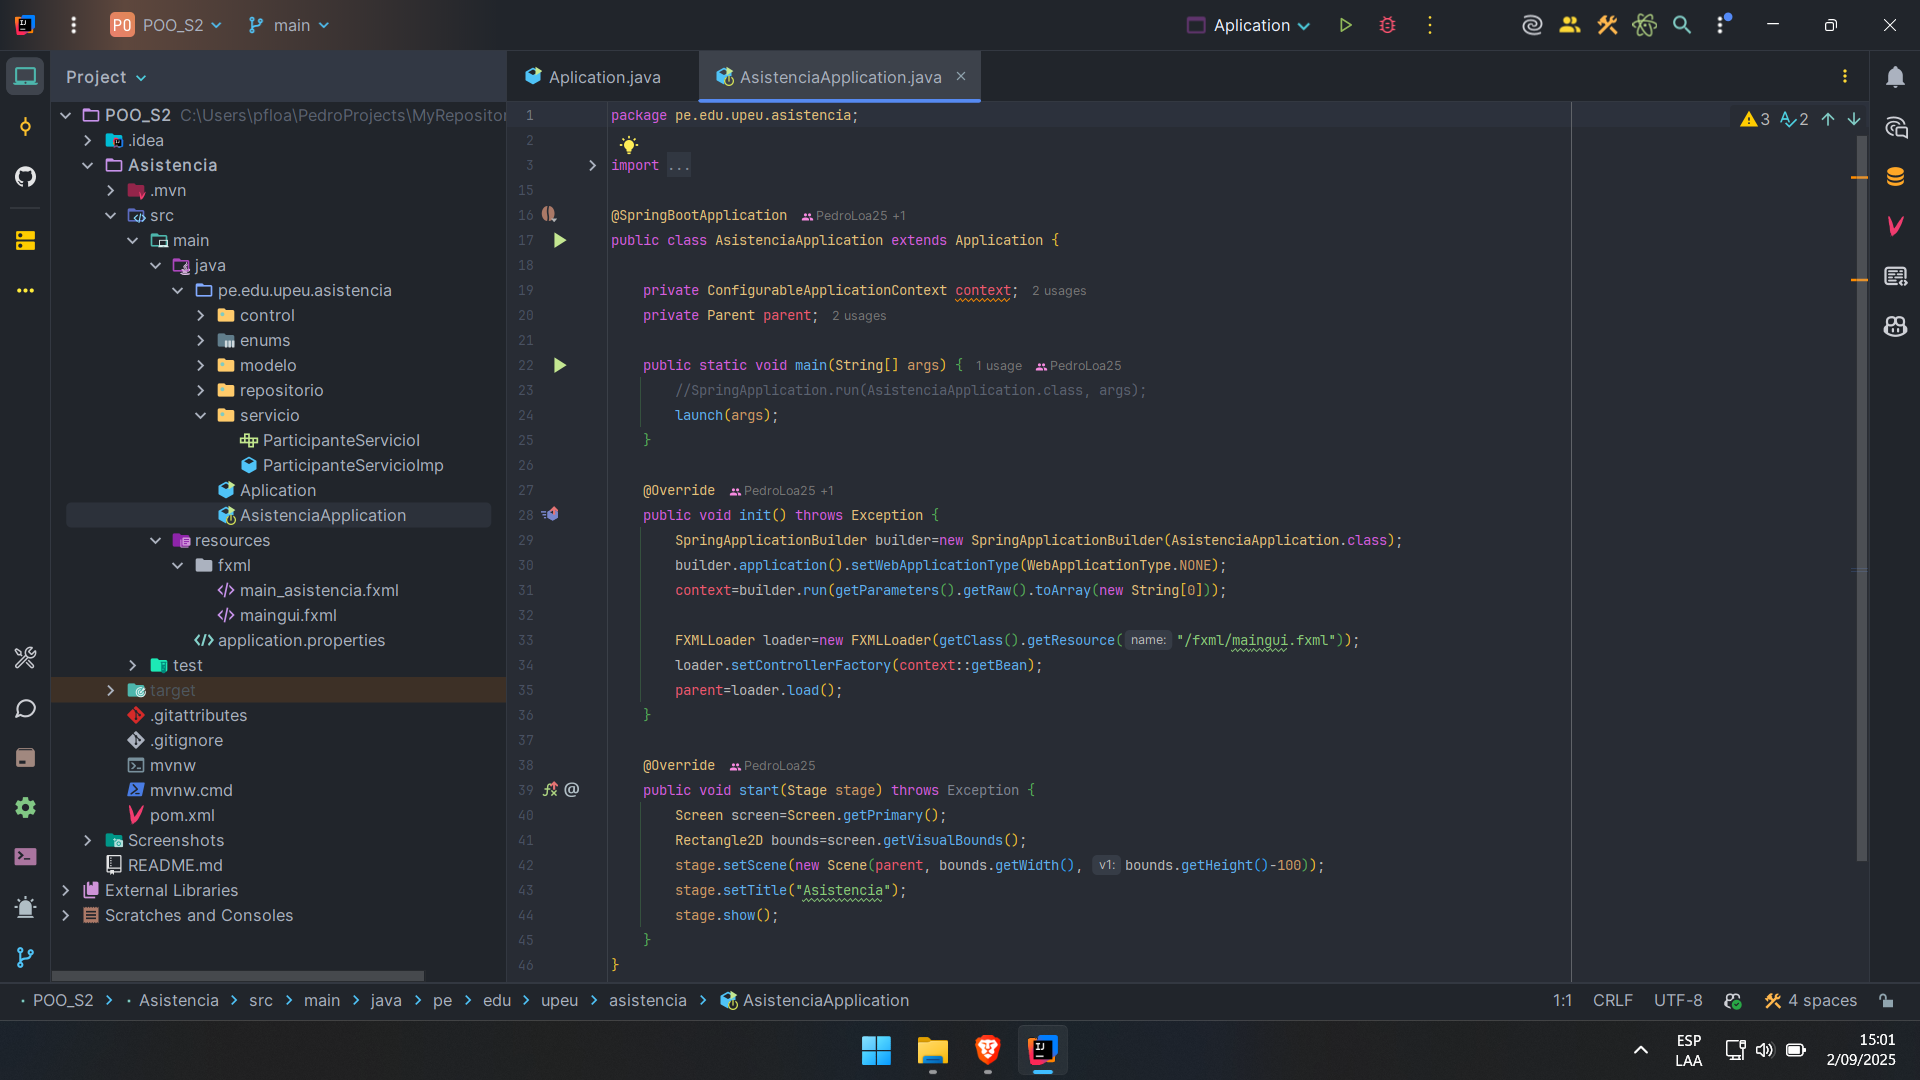 PO POOO_S2 main Aplication
Project
Aplication.java AsistenciaApplication.java
POO_S2 C:\Users\pfloa\PedroProjects\MyRepositor
.idea
Asistencia
.mvn
src
main
java
pe.edu.upeu.asistencia
control
enums
modelo
repositorio
servicio
ParticipanteServicioI
ParticipanteServicioImp
Aplication
AsistenciaApplication
resources
fxml
main_asistencia.fxml
maingui.fxml
application.properties
test
target
.gitattributes
.gitignore
mvnw
mvnw.cmd
pom.xml
Screenshots
README.md
External Libraries
Scratches and Consoles
3 2
1 package pe.edu.upeu.asistencia;
2
3 import ...
15
16 @SpringBootApplication PedroLoa25 +1
17 public class AsistenciaApplication extends Application {
18
19 private ConfigurableApplicationContext context; 2 usages
20 private Parent parent; 2 usages
21
22 public static void main(String[] args) { 1 usage PedroLoa25
23 //SpringApplication.run(AsistenciaApplication.class, args);
24 launch(args);
25 }
26
27 @Override PedroLoa25 +1
28 public void init() throws Exception {
29 SpringApplicationBuilder builder=new SpringApplicationBuilder(AsistenciaApplication.class);
30 builder.application().setWebApplicationType(WebApplicationType.NONE);
31 context=builder.run(getParameters().getRaw().toArray(new String[0]));
32
33 FXMLLoader loader=new FXMLLoader(getClass().getResource( name: "/fxml/maingui.fxml"));
34 loader.setControllerFactory(context::getBean);
35 parent=loader.load();
36 }
37
38 @Override PedroLoa25
39 public void start(Stage stage) throws Exception {
40 Screen screen=Screen.getPrimary();
41 Rectangle2D bounds=screen.getVisualBounds();
42 stage.setScene(new Scene(parent, bounds.getWidth(), v1: bounds.getHeight()-100));
43 stage.setTitle("Asistencia");
44 stage.show();
45 }
46 }
POO_S2 > Asistencia > src > main > java > pe > edu > upeu > asistencia > AsistenciaApplication
1:1 CRLF UTF-8 4 spaces
ESP
LAA
15:01
2/09/2025